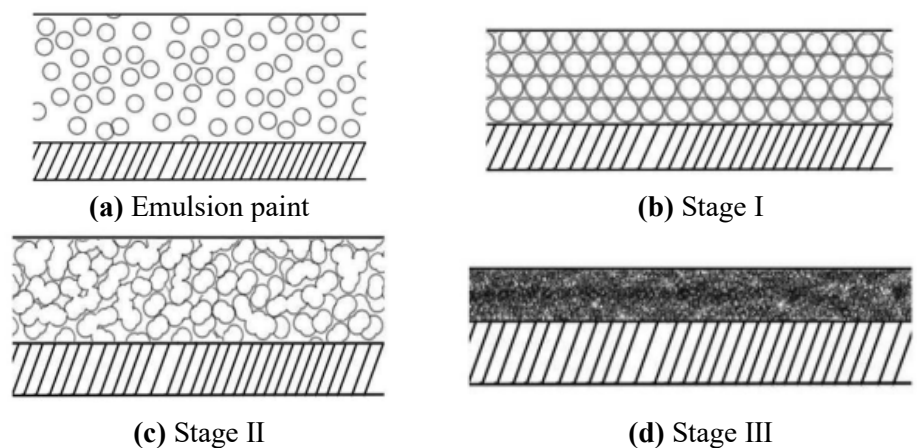 (a) Emulsion paint
(b) Stage I
(c) Stage II
(d) Stage III